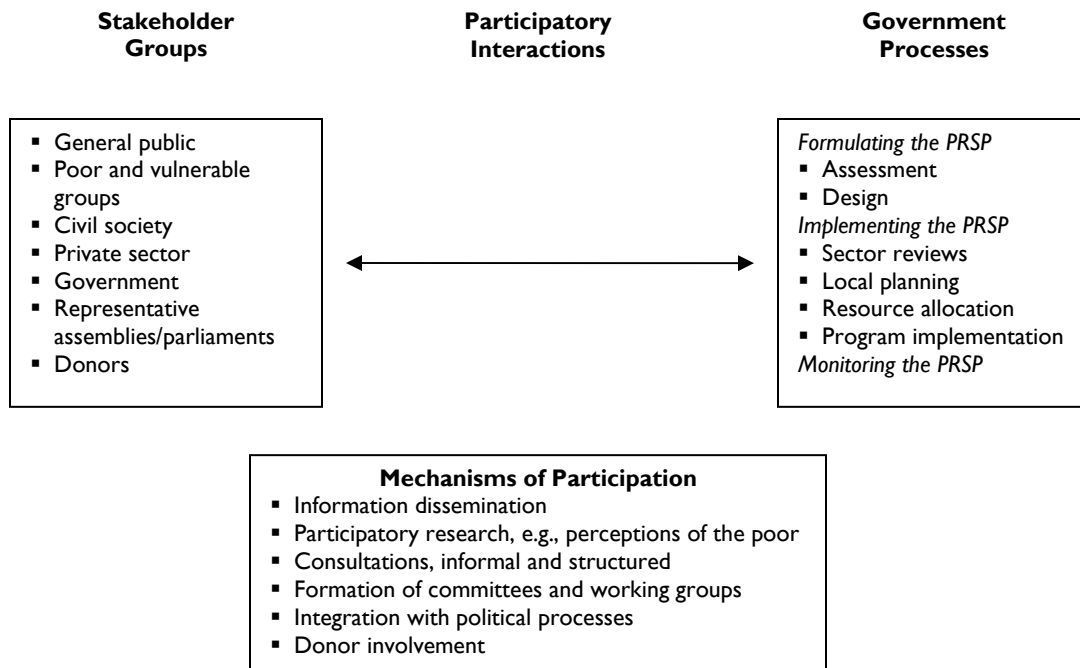 Stakeholder
Groups
Participatory
Interactions
Government
Processes
▪ General public
▪ Poor and vulnerable
groups
▪ Civil society
▪ Private sector
▪ Government
▪ Representative
assemblies/parliaments
▪ Donors
Formulating the PRSP
▪ Assessment
▪ Design
Implementing the PRSP
▪ Sector reviews
▪ Local planning
▪ Resource allocation
▪ Program implementation
Monitoring the PRSP
Mechanisms of Participation
▪ Information dissemination
▪ Participatory research, e.g., perceptions of the poor
▪ Consultations, informal and structured
▪ Formation of committees and working groups
▪ Integration with political processes
▪ Donor involvement